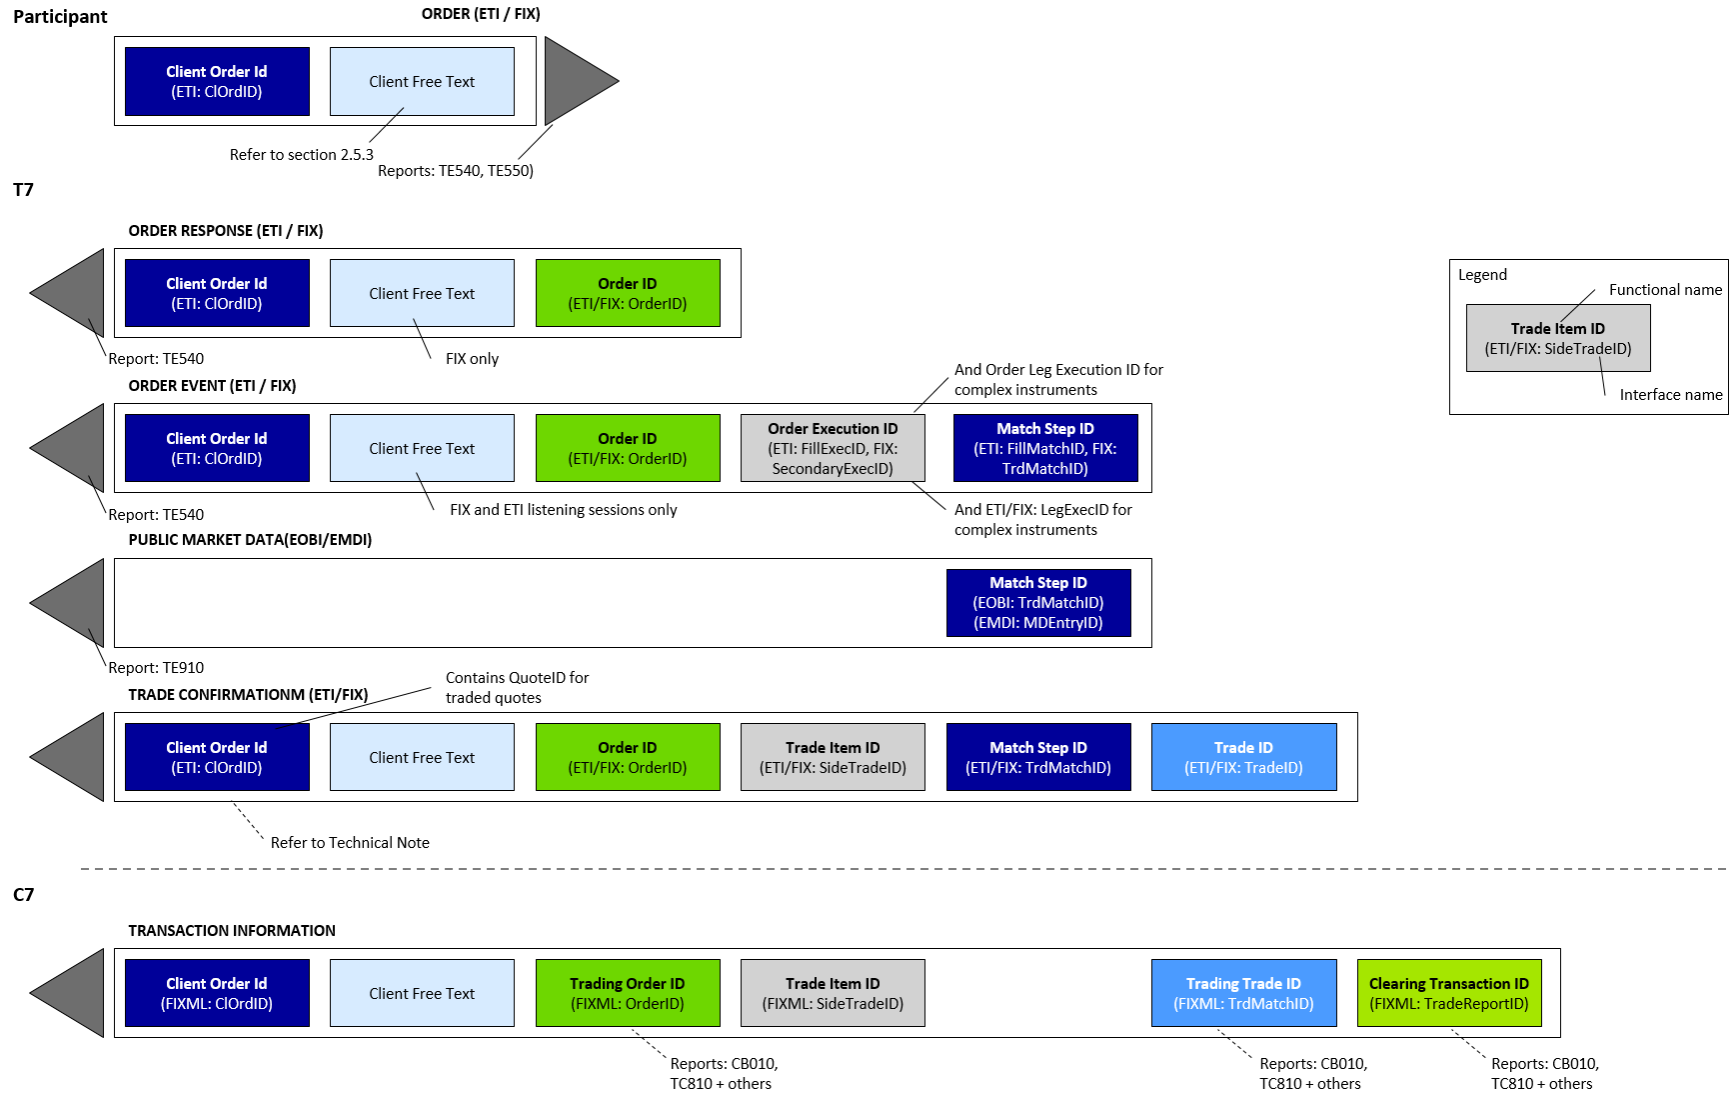 Participant
ORDER (ETI / FIX)
Client Order Id
(ETI: ClOrdID)
Client Free Text
Refer to section 2.5.3
Reports: TE540, TE550)
T7
ORDER RESPONSE (ETI / FIX)
Client Order Id
(ETI: ClOrdID)
Client Free Text
Order ID
(ETI/FIX: OrderID)
Report: TE540
FIX only
Legend
Functional name
Trade Item ID
(ETI/FIX: SideTradeID)
Interface name
ORDER EVENT (ETI / FIX)
And Order Leg Execution ID for
complex instruments
Client Order Id
(ETI: ClOrdID)
Client Free Text
Order ID
(ETI/FIX: OrderID)
Order Execution ID
(ETI: FillExecID, FIX:
SecondaryExecID)
Match Step ID
(ETI: FillMatchID, FIX:
TrdMatchID)
Report: TE540
FIX and ETI listening sessions only
And ETI/FIX: LegExecID for
complex instruments
PUBLIC MARKET DATA(EOBI/EMDI)
Match Step ID
(EOBI: TrdMatchID)
(EMDI: MDEntryID)
Report: TE910
Contains QuoteID for
traded quotes
TRADE CONFIRMATIONM (ETI/FIX)
Client Order Id
(ETI: ClOrdID)
Client Free Text
Order ID
(ETI/FIX: OrderID)
Trade Item ID
(ETI/FIX: SideTradeID)
Match Step ID
(ETI/FIX: TrdMatchID)
Trade ID
(ETI/FIX: TradeID)
Refer to Technical Note
C7
TRANSACTION INFORMATION
Client Order Id
(FIXML: ClOrdID)
Client Free Text
Trading Order ID
(FIXML: OrderID)
Trade Item ID
(FIXML: SideTradeID)
Trading Trade ID
(FIXML: TrdMatchID)
Clearing Transaction ID
(FIXML: TradeReportID)
Reports: CB010,
TC810 + others
Reports: CB010,
TC810 + others
Reports: CB010,
TC810 + others